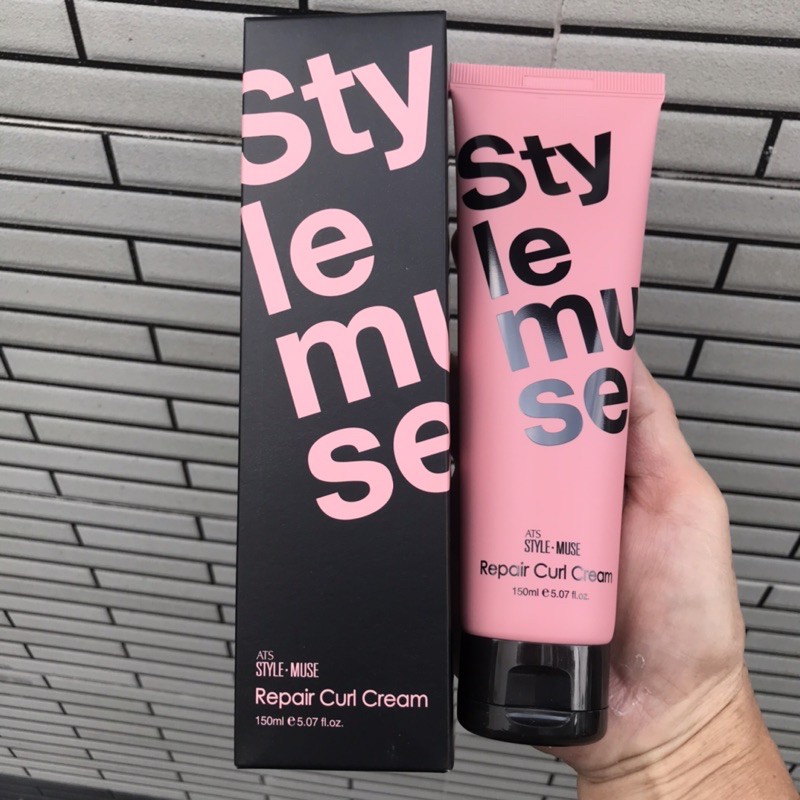 Sty
le
mu
se
ATS
STYLE·MUSE
Repair Curl Cream
150ml e 5.07 fl.oz.
Sty
le
mu
se
ATS
STYLE·MUSE
Repair Curl Cream
150ml e 5.07 fl.oz.